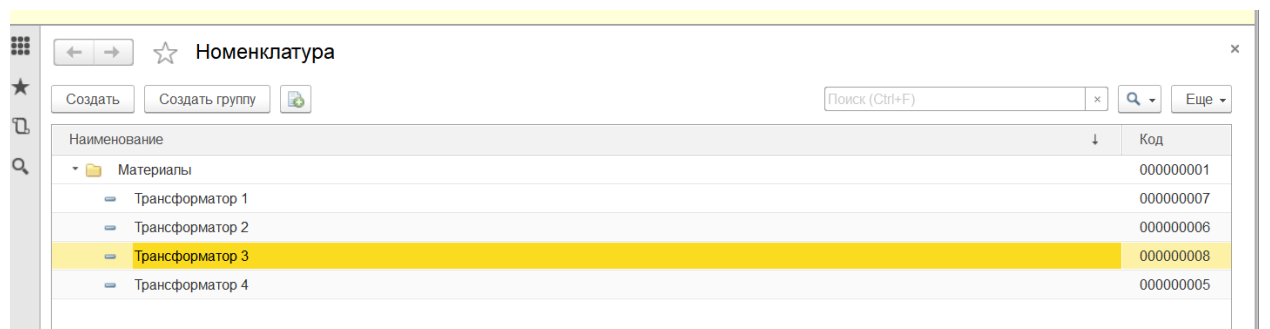 Номенклатура
Создать Создать группу Поиск (Ctrl+F) × Еще
Наименование ↓ Код
Материалы 000000001
Трансформатор 1 000000007
Трансформатор 2 000000006
Трансформатор 3 000000008
Трансформатор 4 000000005